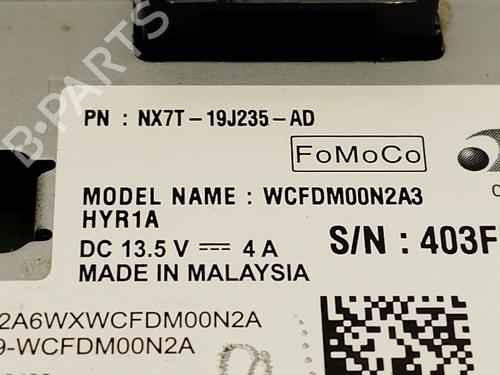 B-PARTS
PN : NX7T-19J235-AD
FoMoCo
MODEL NAME : WCFDM00N2A3
HYR1A
DC 13.5 V ⎓ 4 A
S/N : 403F
MADE IN MALAYSIA
2A6WXWCFDM00N2A
9-WCFDM00N2A